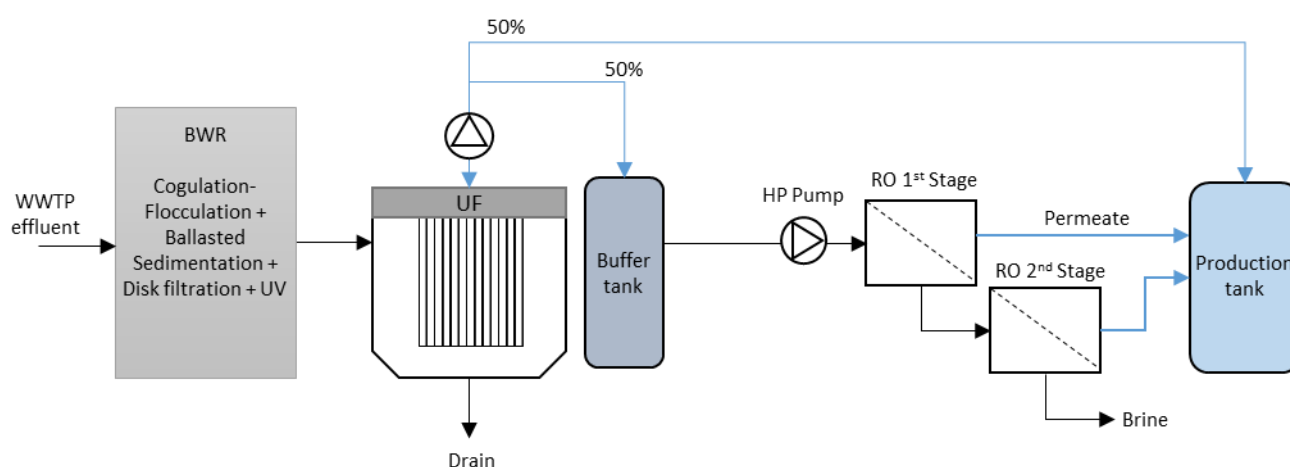 50%
50%
BWR
Cogulation-
Flocculation +
Ballasted
Sedimentation +
Disk filtration + UV
WWTP
effluent
UF
Drain
Buffer
tank
HP Pump
RO 1st Stage
Permeate
RO 2nd Stage
Brine
Production
tank